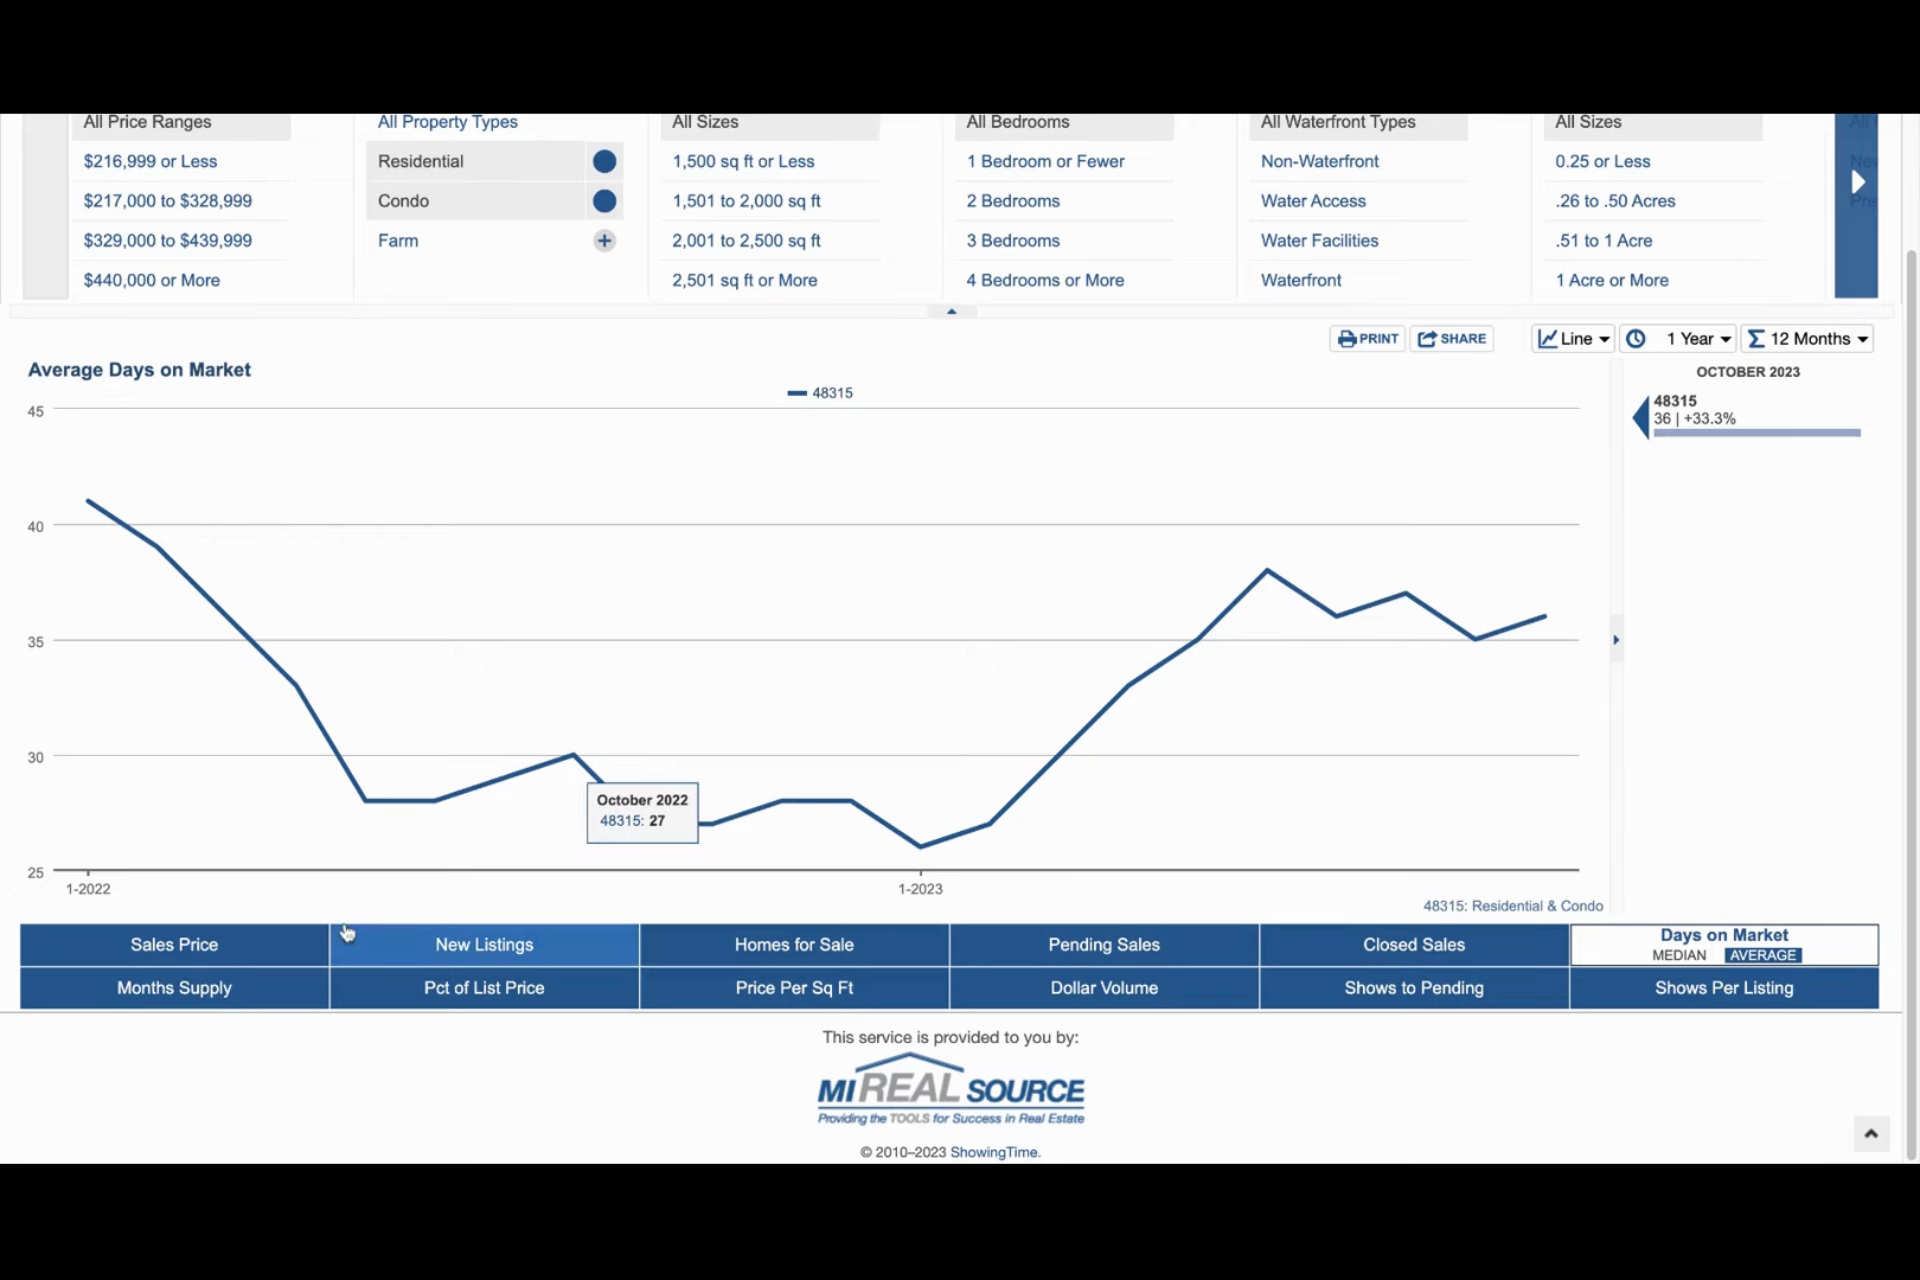 All Price Ranges
All Property Types
All Sizes
All Bedrooms
All Waterfront Types
All Sizes
$216,999 or Less
Residential
1,500 sq ft or Less
1 Bedroom or Fewer
Non-Waterfront
0.25 or Less
$217,000 to $328,999
Condo
1,501 to 2,000 sq ft
2 Bedrooms
Water Access
.26 to .50 Acres
$329,000 to $439,999
Farm
2,001 to 2,500 sq ft
3 Bedrooms
Water Facilities
.51 to 1 Acre
$440,000 or More
2,501 sq ft or More
4 Bedrooms or More
Waterfront
1 Acre or More
PRINT
SHARE
Line
1 Year
12 Months
Average Days on Market
OCTOBER 2023
48315
48315
36 | +33.3%
45
40
35
30
25
October 2022
48315: 27
1-2022
1-2023
48315: Residential & Condo
Sales Price
New Listings
Homes for Sale
Pending Sales
Closed Sales
Days on Market
MEDIAN AVERAGE
Months Supply
Pct of List Price
Price Per Sq Ft
Dollar Volume
Shows to Pending
Shows Per Listing
This service is provided to you by:
MI REAL SOURCE
Providing the TOOLS for Success in Real Estate
© 2010–2023 ShowingTime.